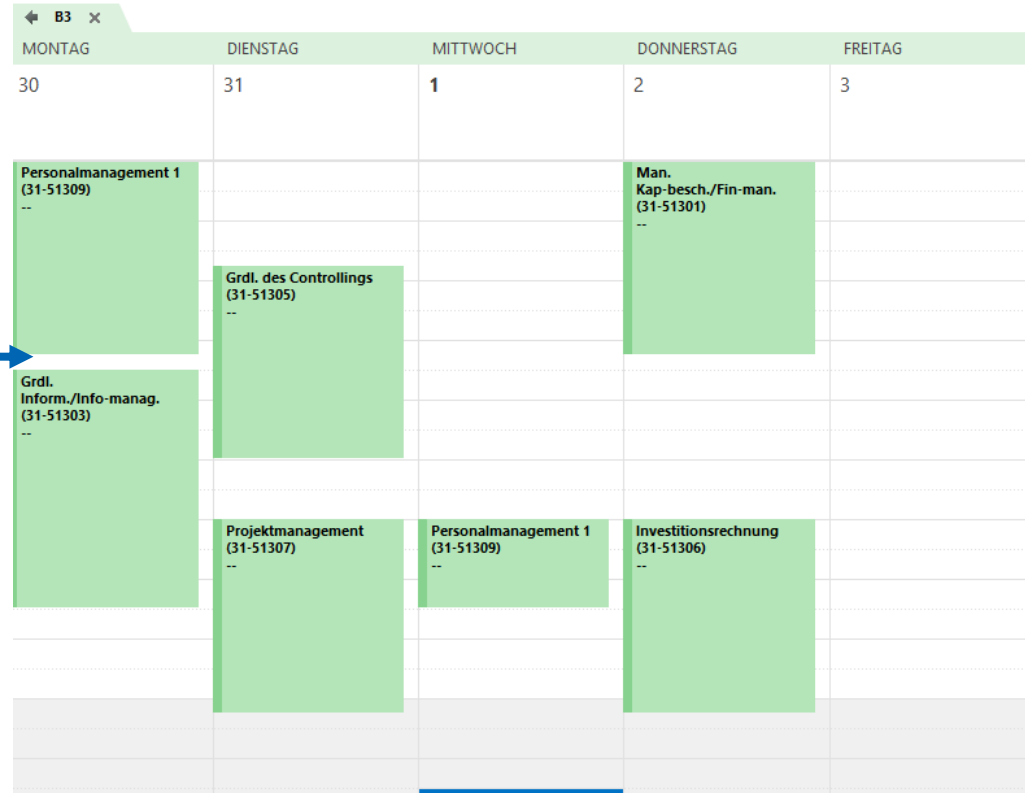 B3
MONTAG
DIENSTAG
MITTWOCH
DONNERSTAG
FREITAG
30
31
1
2
3
Personalmanagement 1
(31-51309)
--
Grdl.
Inform./Info-manag.
(31-51303)
--
Grdl. des Controllings
(31-51305)
--
Projektmanagement
(31-51307)
--
Personalmanagement 1
(31-51309)
--
Man.
Kap-besch./Fin-man.
(31-51301)
--
Investitionsrechnung
(31-51306)
--